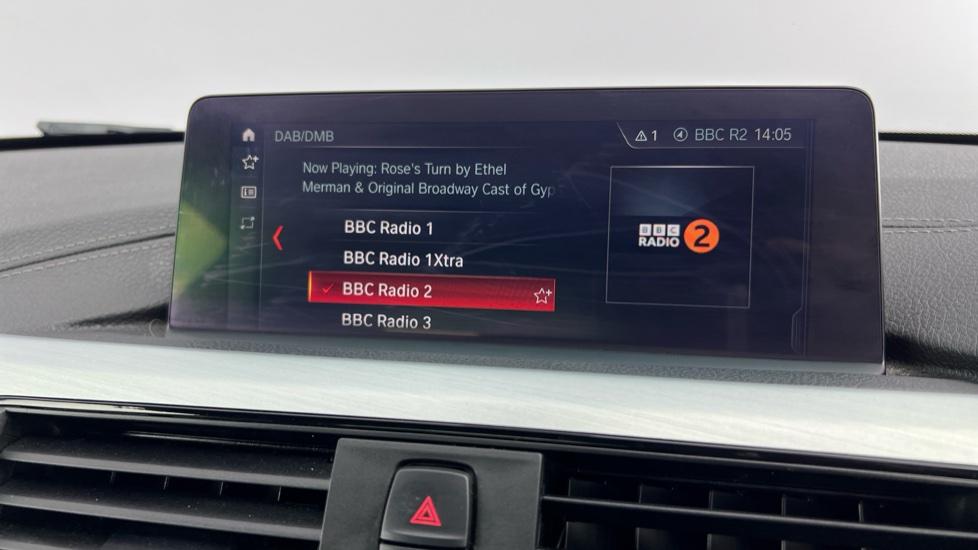 DAB/DMB
1 BBC R2 14:05
Now Playing: Rose's Turn by Ethel
Merman & Original Broadway Cast of Gyp
BBC Radio 1
BBC Radio 1Xtra
BBC Radio 2
BBC Radio 3
BBC
RADIO 2